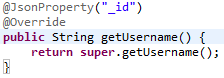 @JsonProperty("_id")
@Override
public String getUsername() {
    return super.getUsername();
}